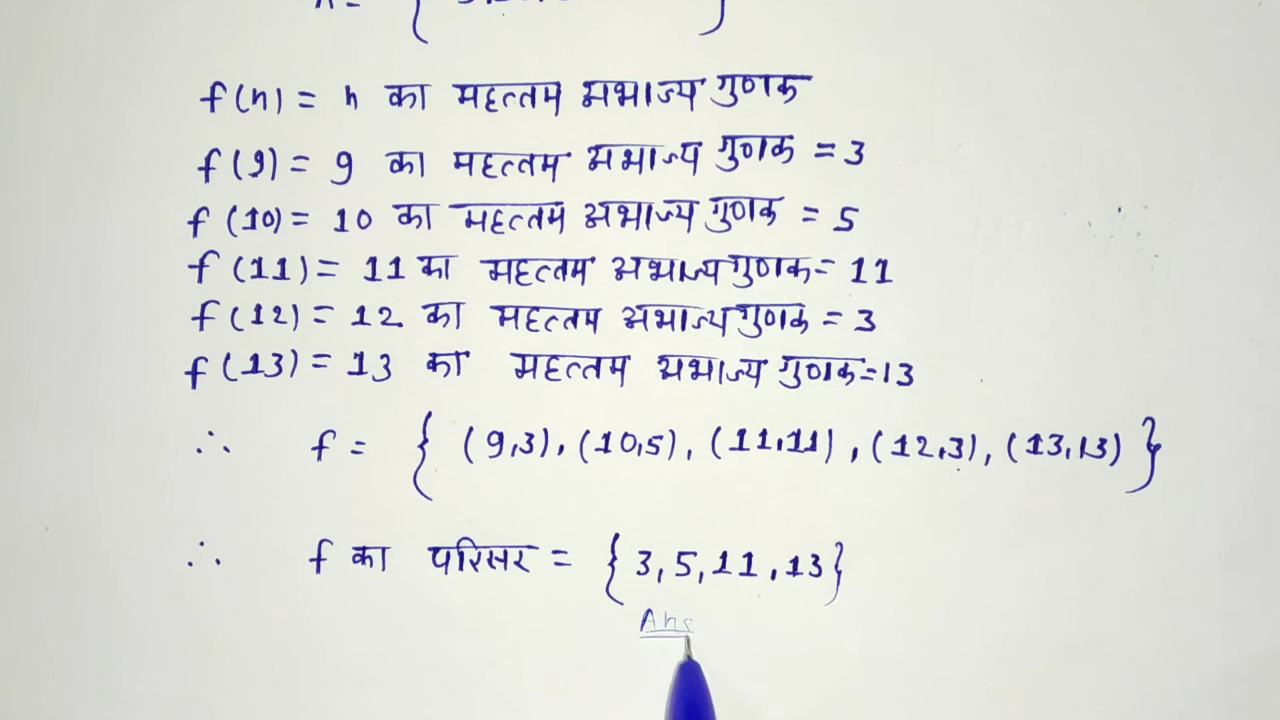 f(n) = n का महत्तम अभाज्य गुणक
f(9) = 9 का महत्तम अभाज्य गुणक = 3
f(10) = 10 का महत्तम अभाज्य गुणक = 5
f(11) = 11 का महत्तम अभाज्य गुणक = 11
f(12) = 12 का महत्तम अभाज्य गुणक = 3
f(13) = 13 का महत्तम अभाज्य गुणक = 13
∴ f = { (9,3), (10,5), (11,11), (12,3), (13,13) }
∴ f का परिसर = { 3, 5, 11, 13 }
Ans